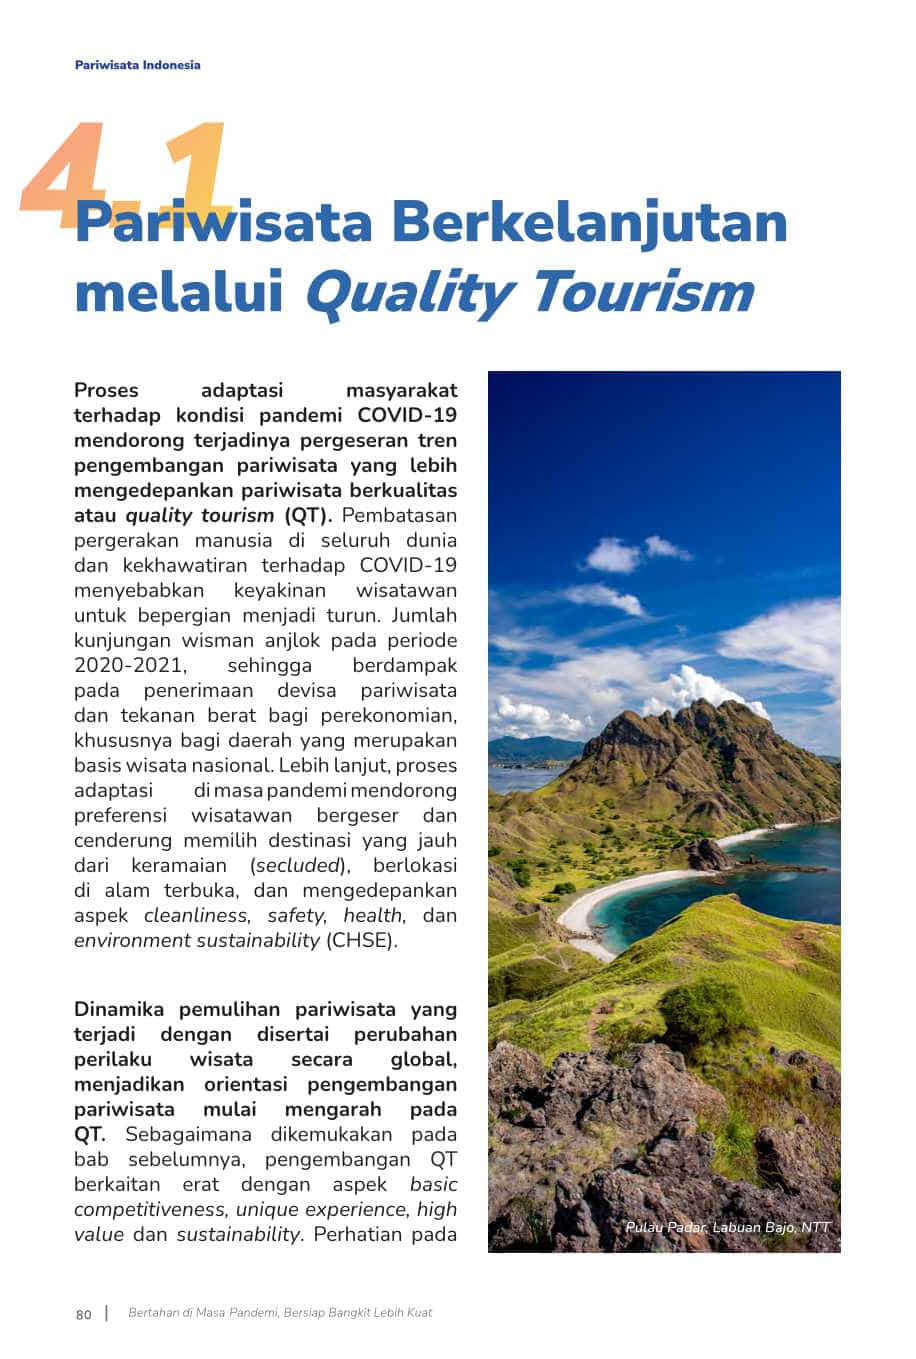 Pariwisata Indonesia
4.1
Pariwisata Berkelanjutan
melalui Quality Tourism
Proses adaptasi masyarakat
terhadap kondisi pandemi COVID-19
mendorong terjadinya pergeseran tren
pengembangan pariwisata yang lebih
mengedepankan pariwisata berkualitas
atau quality tourism (QT). Pembatasan
pergerakan manusia di seluruh dunia
dan kekhawatiran terhadap COVID-19
menyebabkan keyakinan wisatawan
untuk bepergian menjadi turun. Jumlah
kunjungan wisman anjlok pada periode
2020-2021, sehingga berdampak
pada penerimaan devisa pariwisata
dan tekanan berat bagi perekonomian,
khususnya bagi daerah yang merupakan
basis wisata nasional. Lebih lanjut, proses
adaptasi di masa pandemi mendorong
preferensi wisatawan bergeser dan
cenderung memilih destinasi yang jauh
dari keramaian (secluded), berlokasi
di alam terbuka, dan mengedepankan
aspek cleanliness, safety, health, dan
environment sustainability (CHSE).
Dinamika pemulihan pariwisata yang
terjadi dengan disertai perubahan
perilaku wisata secara global,
menjadikan orientasi pengembangan
pariwisata mulai mengarah pada
QT. Sebagaimana dikemukakan pada
bab sebelumnya, pengembangan QT
berkaitan erat dengan aspek basic
competitiveness, unique experience, high
value dan sustainability. Perhatian pada
Pulau Padar, Labuan Bajo, NTT
80 | Bertahan di Masa Pandemi, Bersiap Bangkit Lebih Kuat